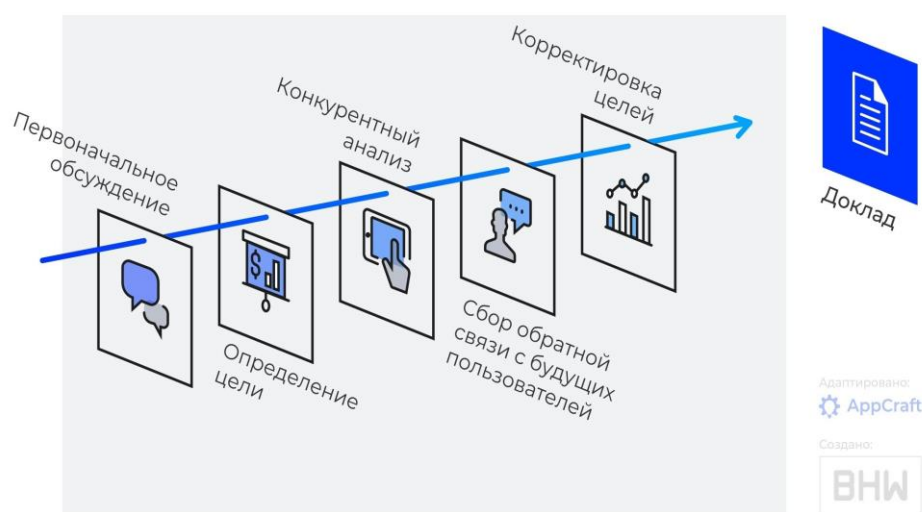 Первоначальное
обсуждение
Определение
цели
Конкурентный
анализ
Сбор обратной
связи с будущих
пользователей
Корректировка
целей
Доклад
Адаптировано:
AppCraft
Создано:
BHW